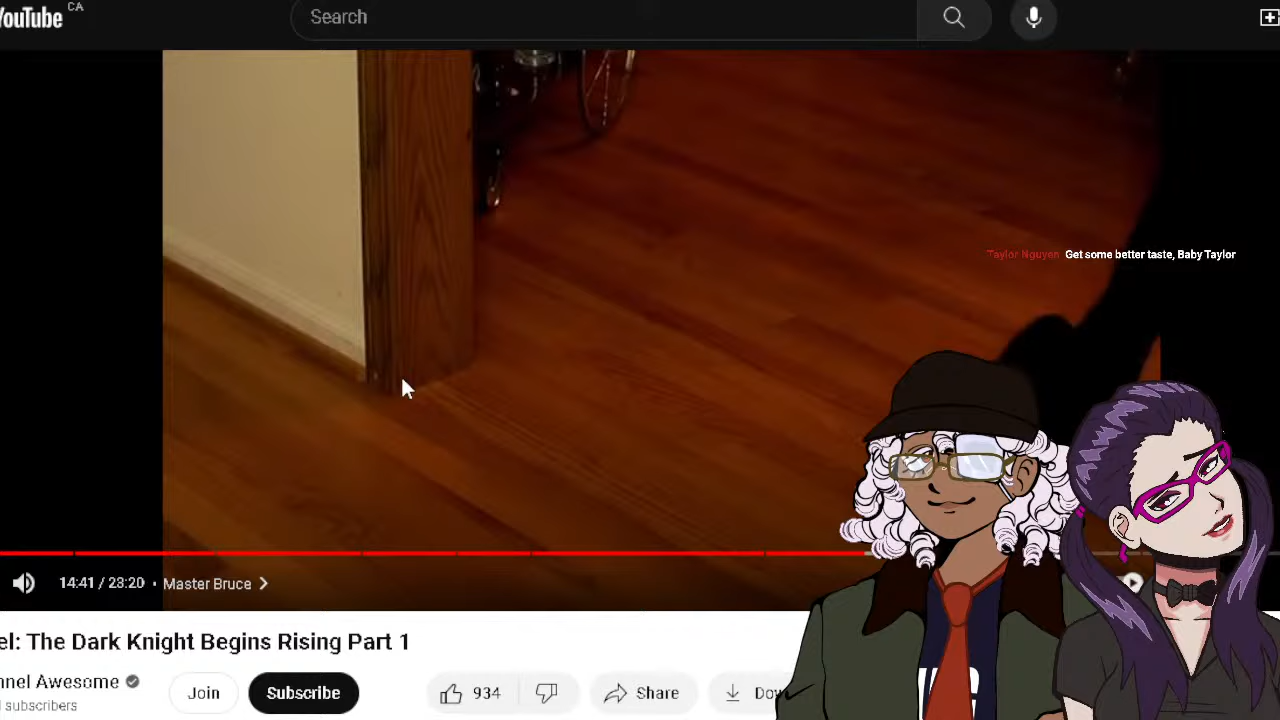 YouTube CA
Search
Taylor Nguyen Get some better taste, Baby Taylor
14:41 / 23:20 • Master Bruce
el: The Dark Knight Begins Rising Part 1
nnel Awesome
subscribers
Join
Subscribe
934
Share
Dow